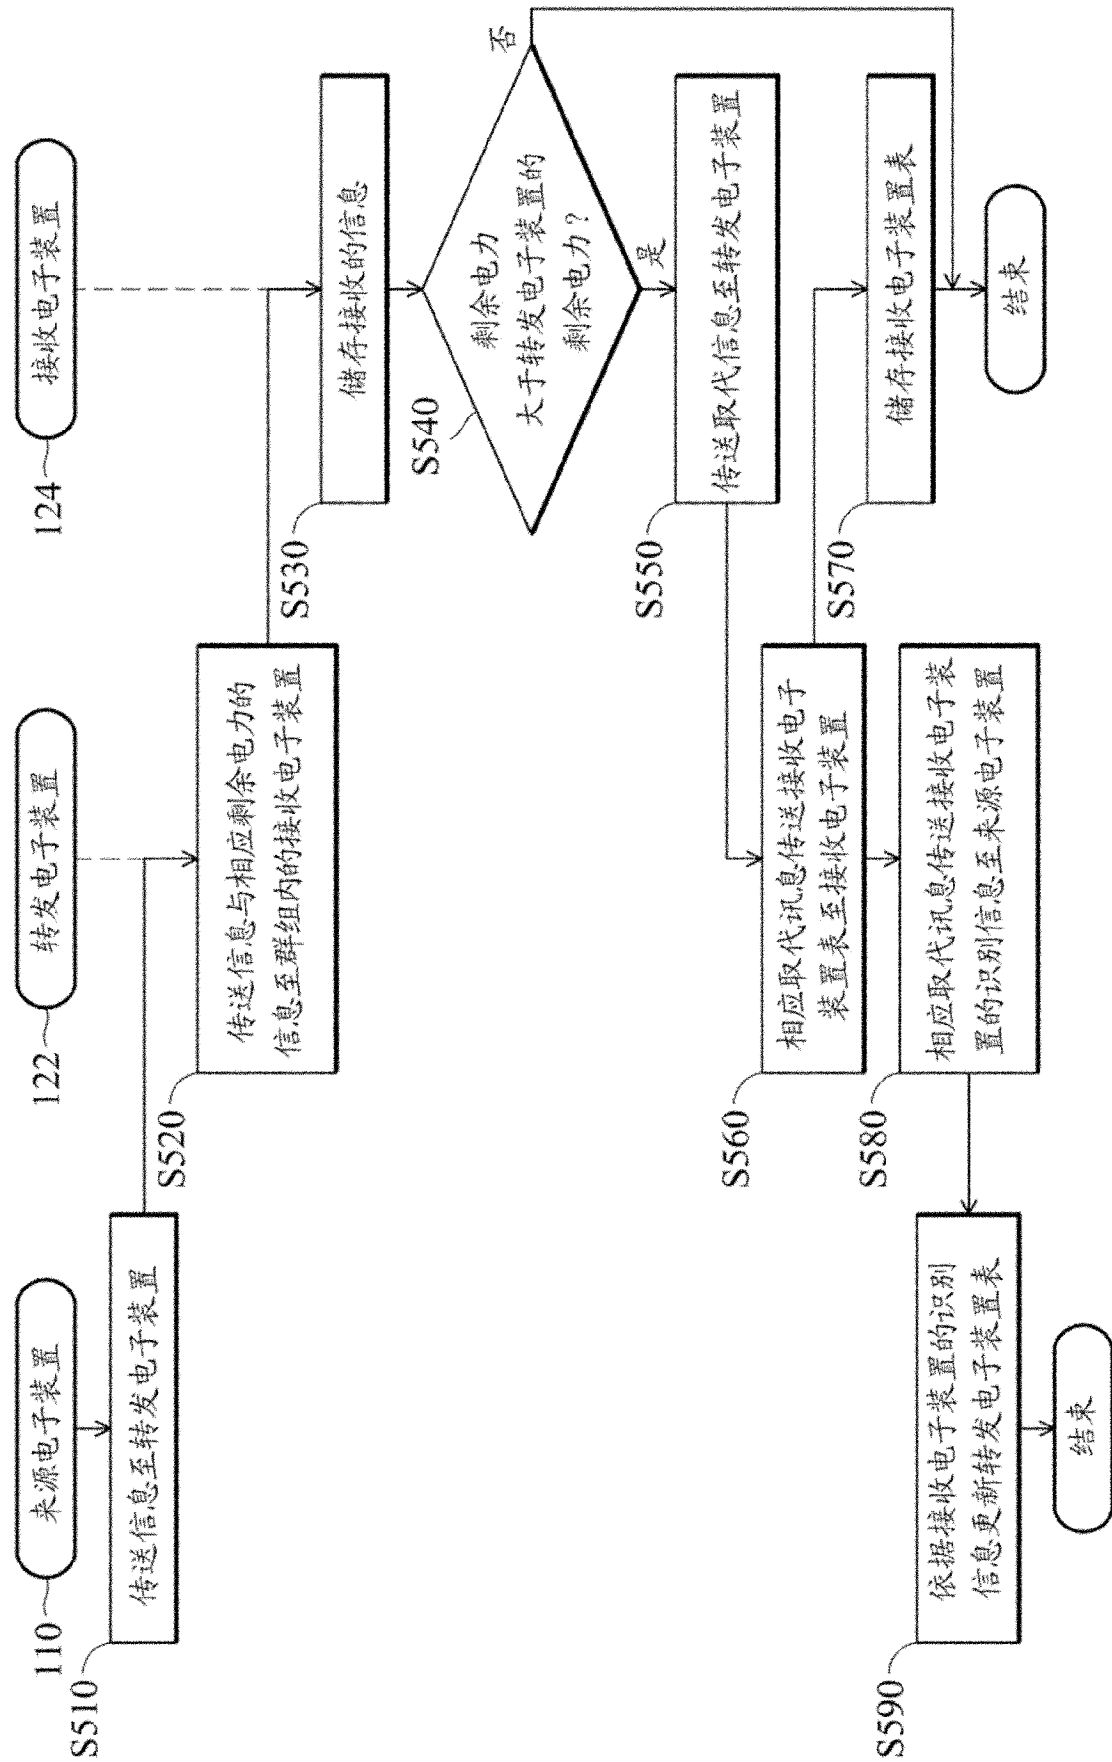 来源电子装置
110
转发电子装置
122
接收电子装置
124
传送信息至转发电子装置
S510
传送信息与相应剩余电力的
信息至群组内的接收电子装置
S520
储存接收的信息
S530
剩余电力
大于转发电子装置的
剩余电力？
S540
否
是
传送取代信息至转发电子装置
S550
相应取代讯息传送接收电子
装置表至接收电子装置
S560
储存接收电子装置表
S570
结束
相应取代讯息传送接收电子装
置的识别信息至来源电子装置
S580
依据接收电子装置的识别
信息更新转发电子装置表
S590
结束